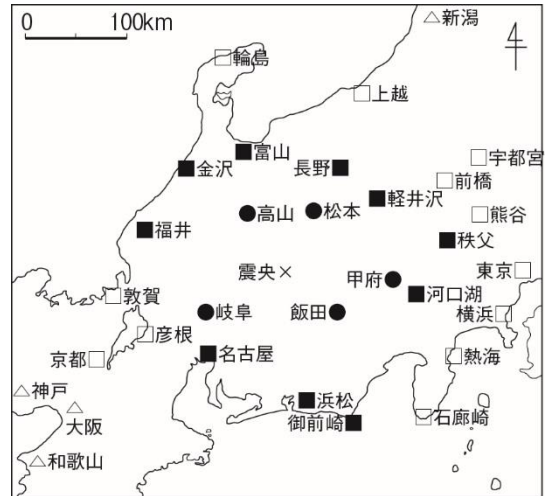 0 100km
△新潟
□輪島
□上越
■富山
■金沢
長野■
□宇都宮
□前橋
軽井沢
●高山
●松本
□熊谷
■福井
■秩父
東京□
震央×
甲府●
□敦賀
■河口湖
●岐阜
飯田●
横浜□
□彦根
京都□
■名古屋
□熱海
△神戸
△大阪
■浜松
御前崎■
□石廊崎
△和歌山